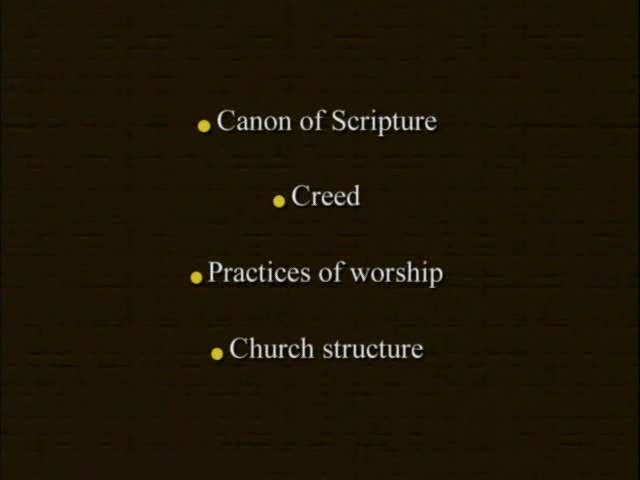 • Canon of Scripture
• Creed
• Practices of worship
• Church structure